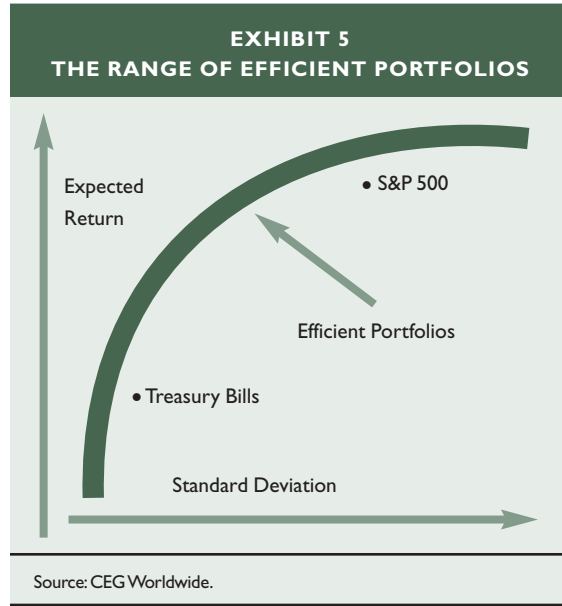 EXHIBIT 5
THE RANGE OF EFFICIENT PORTFOLIOS
Expected
Return
• S&P 500
Efficient Portfolios
• Treasury Bills
Standard Deviation
Source: CEG Worldwide.